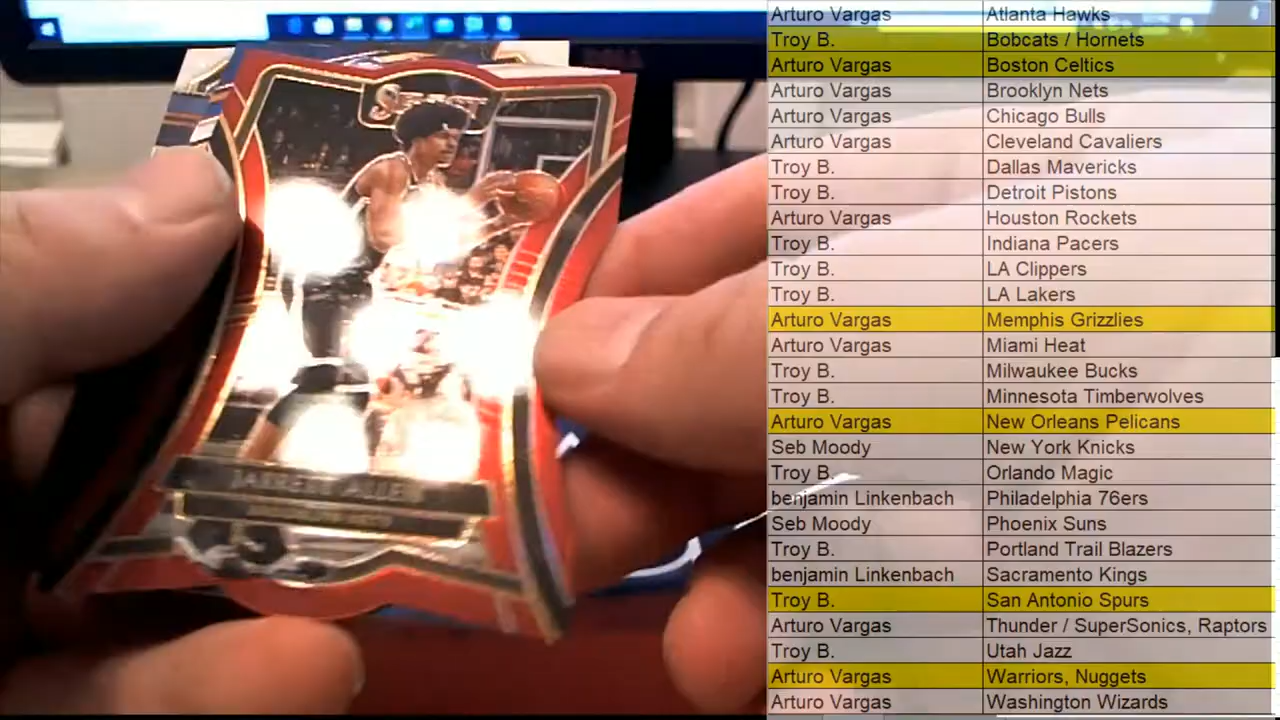 SELECT
JARRETT ALLEN
DELL
Arturo Vargas Atlanta Hawks
Troy B. Bobcats / Hornets
Arturo Vargas Boston Celtics
Arturo Vargas Brooklyn Nets
Arturo Vargas Chicago Bulls
Arturo Vargas Cleveland Cavaliers
Troy B. Dallas Mavericks
Troy B. Detroit Pistons
Arturo Vargas Houston Rockets
Troy B. Indiana Pacers
Troy B. LA Clippers
Troy B. LA Lakers
Arturo Vargas Memphis Grizzlies
Arturo Vargas Miami Heat
Troy B. Milwaukee Bucks
Troy B. Minnesota Timberwolves
Arturo Vargas New Orleans Pelicans
Seb Moody New York Knicks
Troy B. Orlando Magic
benjamin Linkenbach Philadelphia 76ers
Seb Moody Phoenix Suns
Troy B. Portland Trail Blazers
benjamin Linkenbach Sacramento Kings
Troy B. San Antonio Spurs
Arturo Vargas Thunder / SuperSonics, Raptors
Troy B. Utah Jazz
Arturo Vargas Warriors, Nuggets
Arturo Vargas Washington Wizards